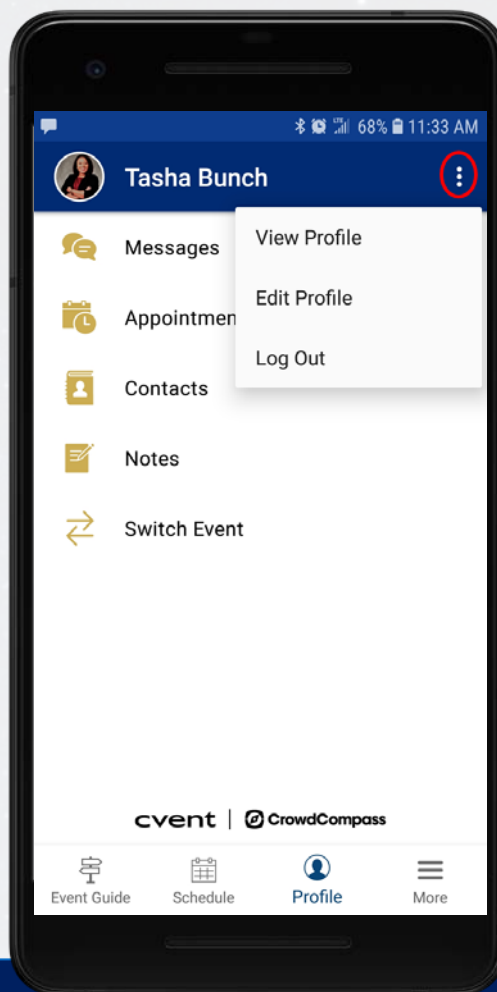 LTE 68% 11:33 AM
Tasha Bunch
Messages
View Profile
Edit Profile
Appointmen
Log Out
Contacts
Notes
Switch Event
cvent | CrowdCompass
Event Guide Schedule Profile More